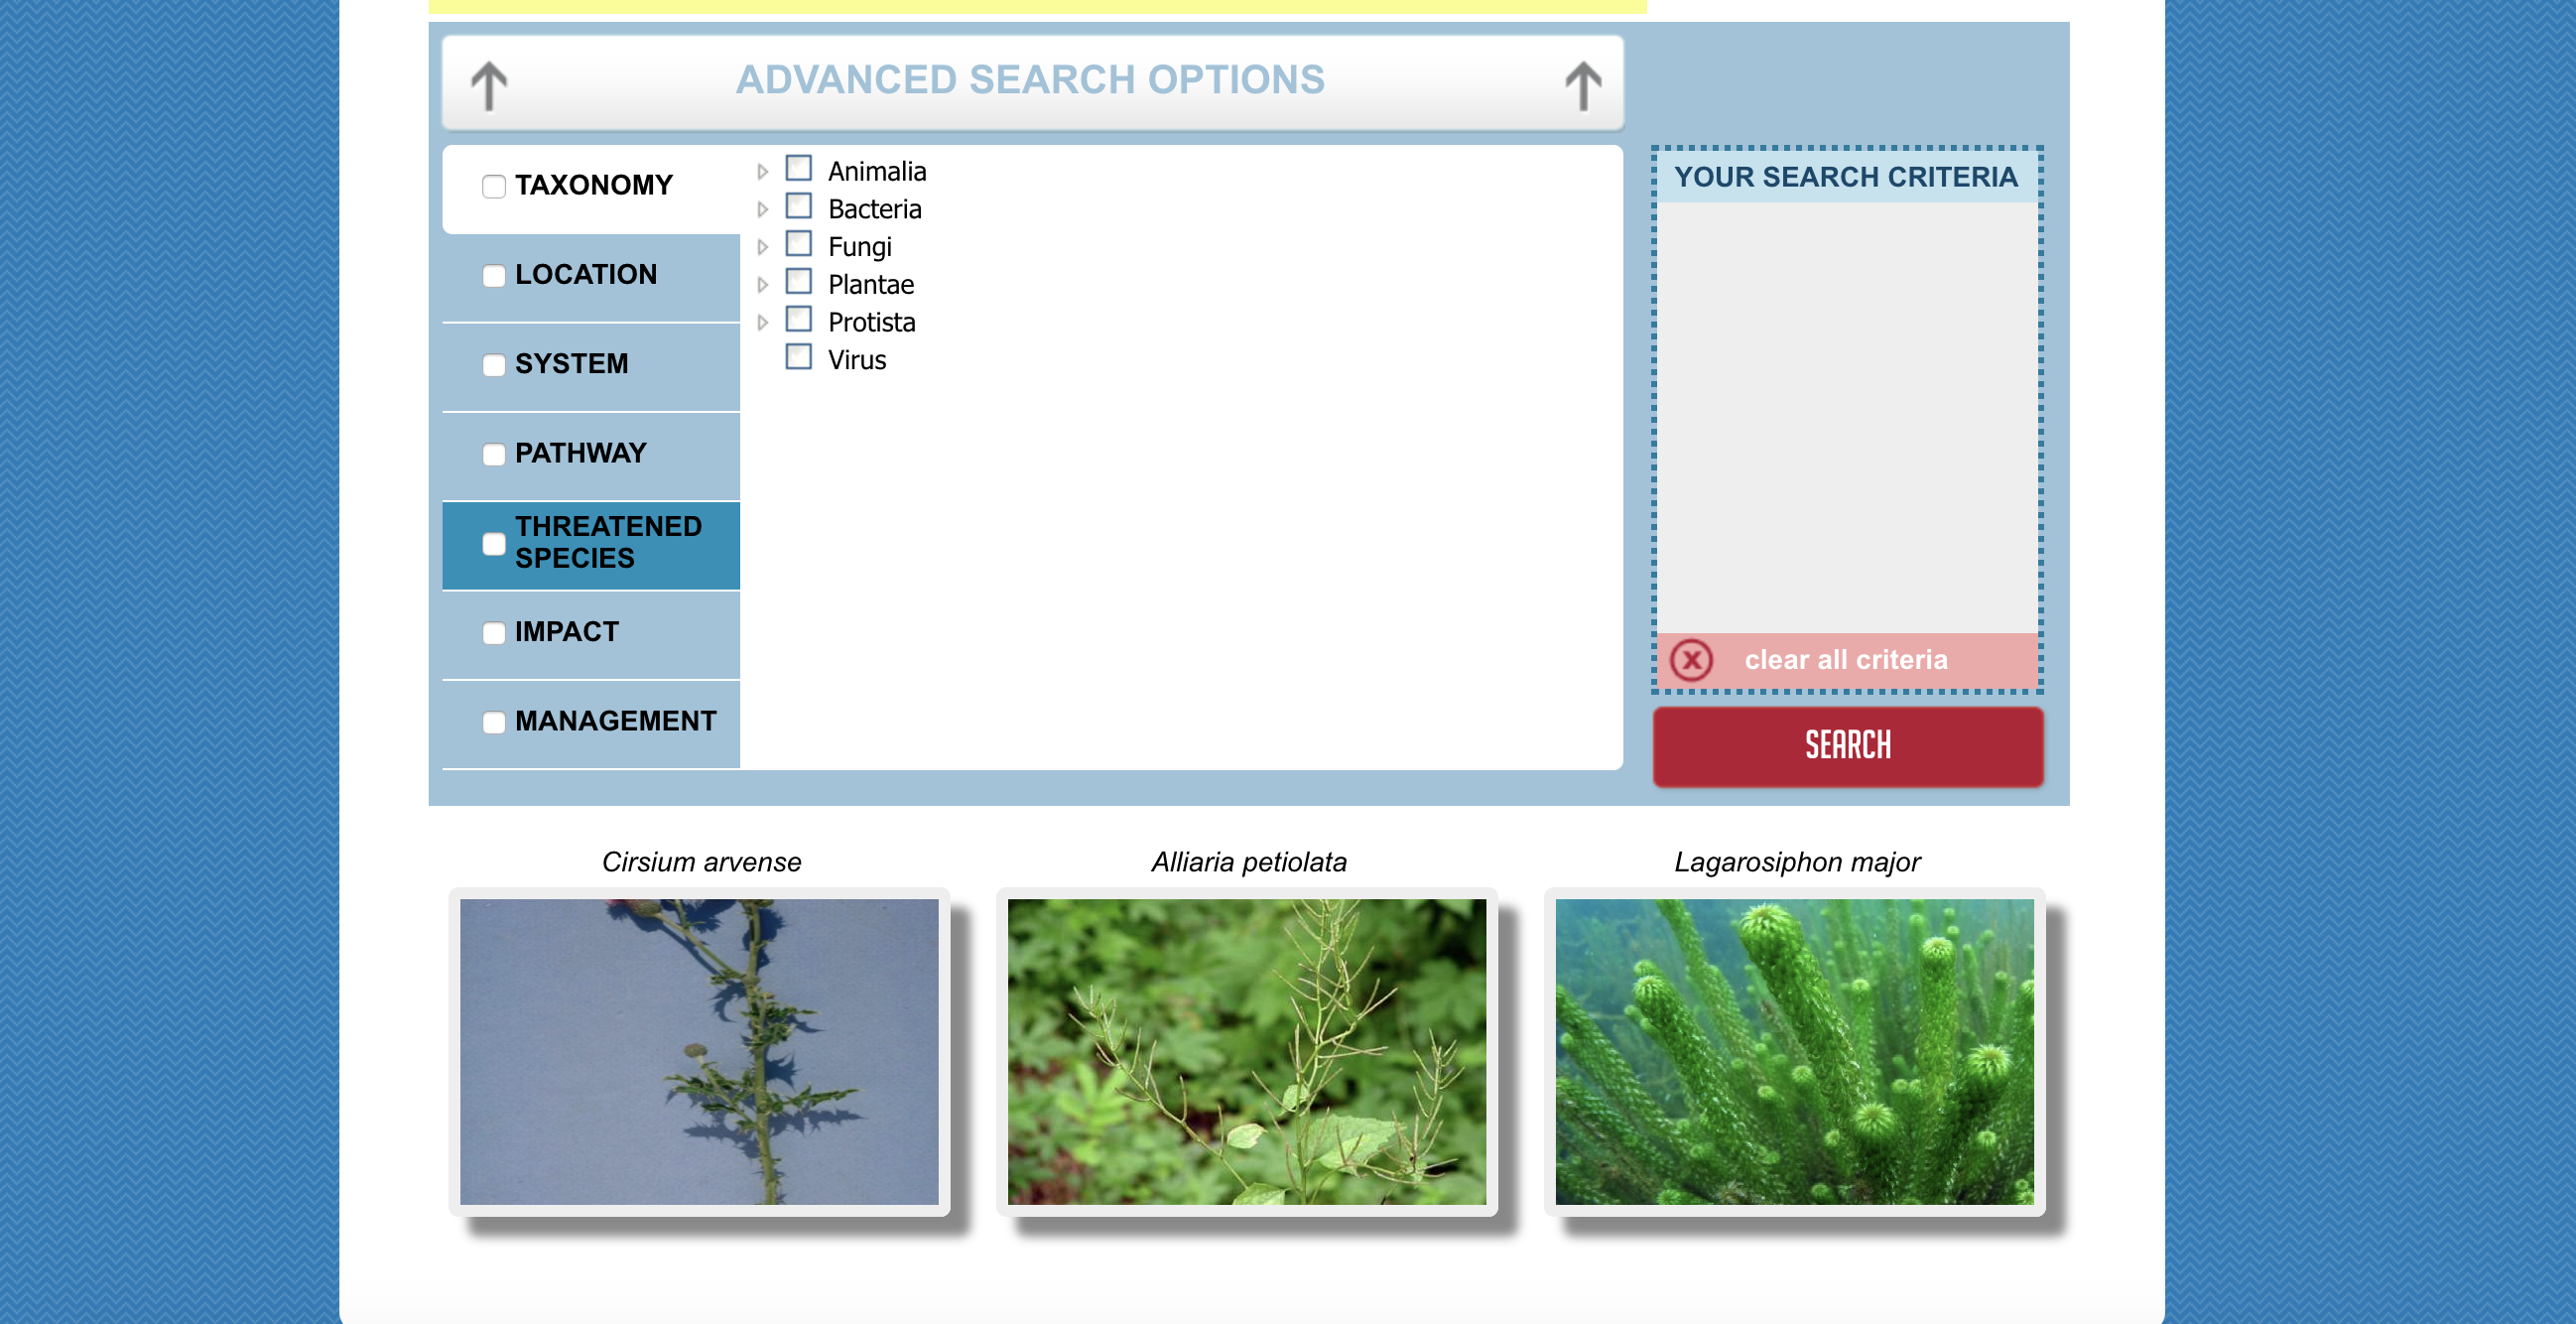 ADVANCED SEARCH OPTIONS
TAXONOMY
LOCATION
SYSTEM
PATHWAY
THREATENED
SPECIES
IMPACT
MANAGEMENT
Animalia
Bacteria
Fungi
Plantae
Protista
Virus
YOUR SEARCH CRITERIA
clear all criteria
SEARCH
Cirsium arvense
Alliaria petiolata
Lagarosiphon major